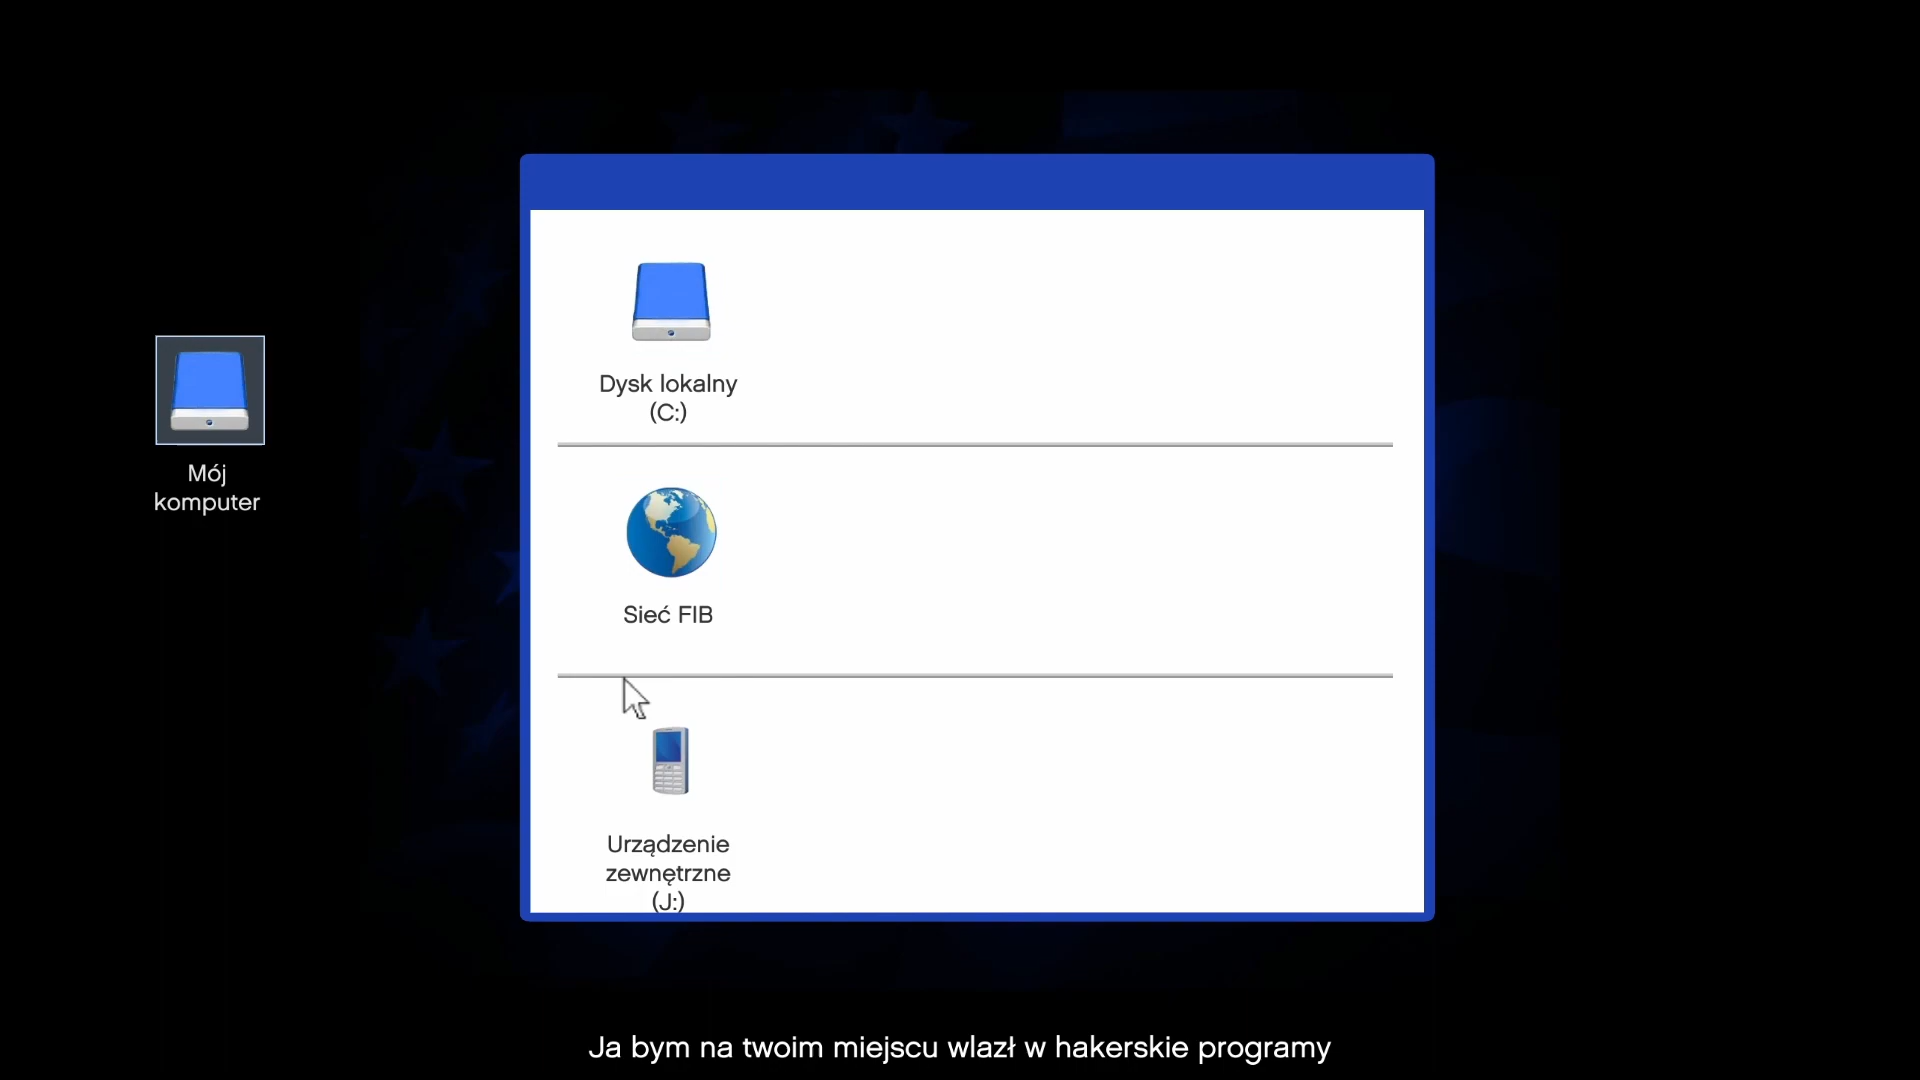 Mój
komputer
Dysk lokalny
(C:)
Sieć FIB
Urządzenie
zewnętrzne
(J:)
Ja bym na twoim miejscu wlazł w hakerskie programy